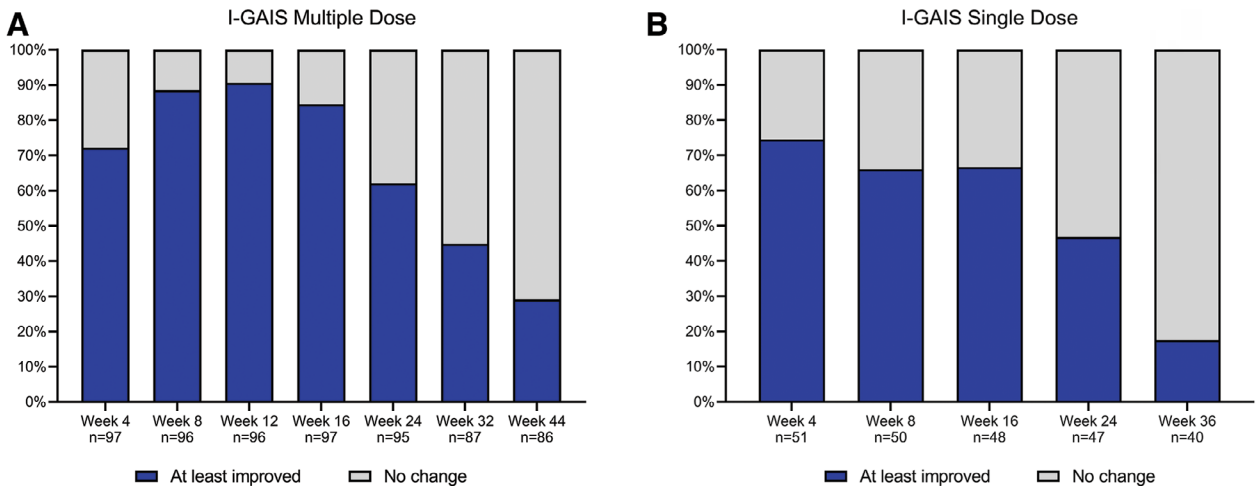 A
I-GAIS Multiple Dose
100%
90%
80%
70%
60%
50%
40%
30%
20%
10%
0%
Week 4 Week 8 Week 12 Week 16 Week 24 Week 32 Week 44
n=97 n=96 n=96 n=97 n=95 n=87 n=86
At least improved No change
B
I-GAIS Single Dose
100%
90%
80%
70%
60%
50%
40%
30%
20%
10%
0%
Week 4 Week 8 Week 16 Week 24 Week 36
n=51 n=50 n=48 n=47 n=40
At least improved No change